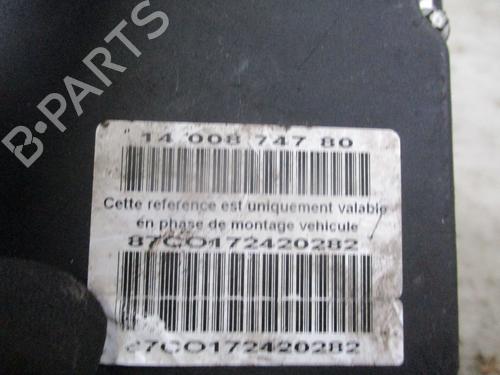 B-PARTS
14 008 747 80
Cette reference est uniquement valable
en phase de montage vehicule
87CO172420282
87CO172420282